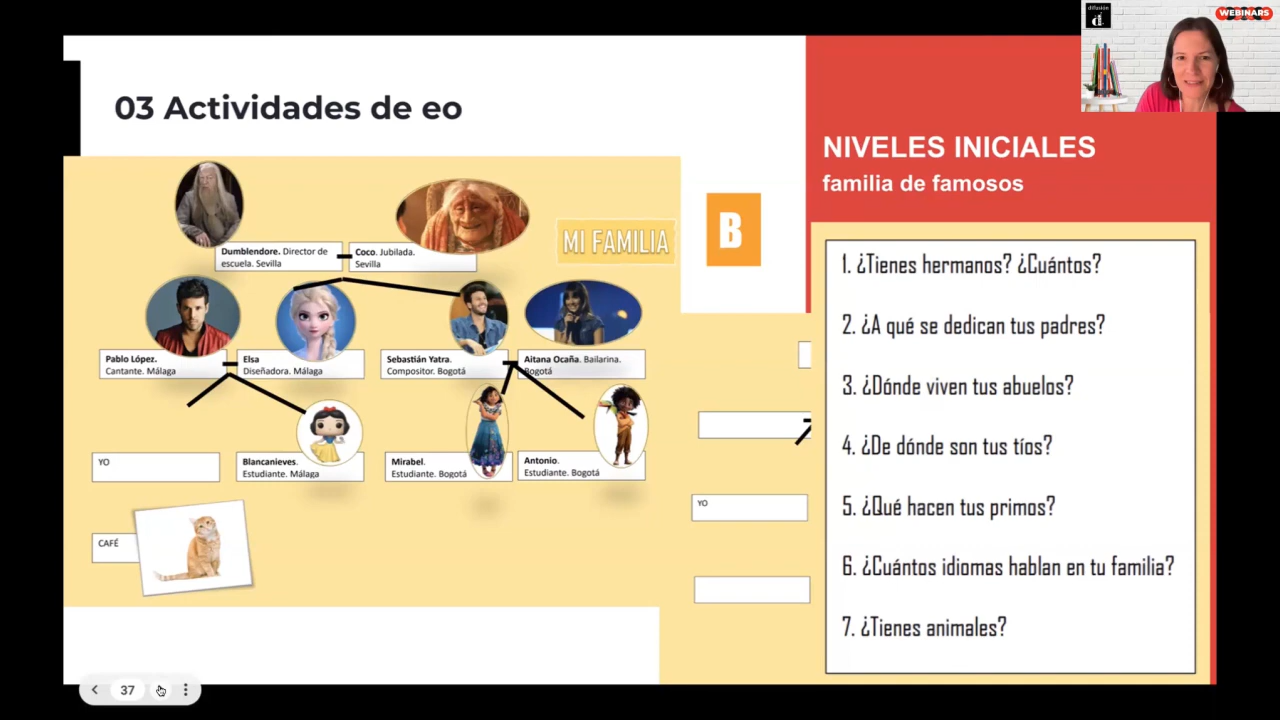 difusión
WEBINARS
03 Actividades de eo
NIVELES INICIALES
familia de famosos
MI FAMILIA
B
Dumblendore. Director de
escuela. Sevilla
Coco. Jubilada.
Sevilla
Pablo López.
Cantante. Málaga
Elsa
Diseñadora. Málaga
Sebastián Yatra.
Compositor. Bogotá
Aitana Ocaña. Bailarina.
Bogotá
YO
Blancanieves.
Estudiante. Málaga
Mirabel.
Estudiante. Bogotá
Antonio.
Estudiante. Bogotá
CAFÉ
YO
1. ¿Tienes hermanos? ¿Cuántos?
2. ¿A qué se dedican tus padres?
3. ¿Dónde viven tus abuelos?
4. ¿De dónde son tus tíos?
5. ¿Qué hacen tus primos?
6. ¿Cuántos idiomas hablan en tu familia?
7. ¿Tienes animales?
37